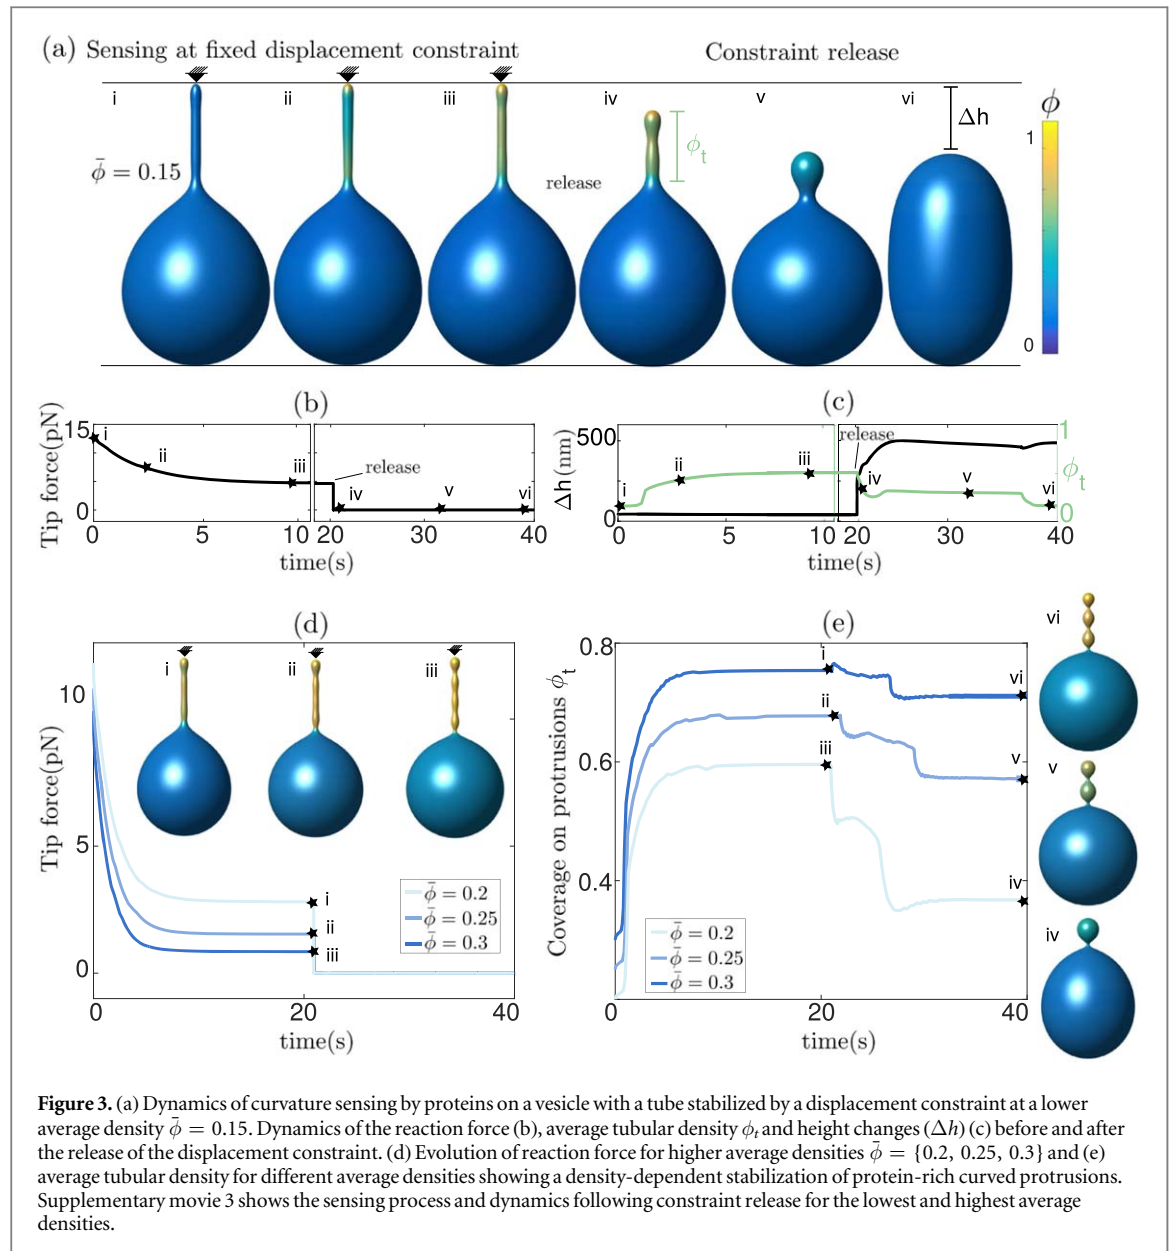 (a) Sensing at fixed displacement constraint
Constraint release
i
ii
iii
iv
v
vi
Δh
ϕ
1
0
ϕ̄ = 0.15
release
ϕt
(b)
Tip force(pN)
15
0
i
ii
iii
release
iv
v
vi
0 5 10 20 30 40
time(s)
(c)
Δh(nm)
500
0
i
ii
iii
release
iv
v
vi
1
ϕt
0
0 5 10 20 30 40
time(s)
(d)
Tip force(pN)
10
5
0
i
ii
iii
i
ii
iii
ϕ̄ = 0.2
ϕ̄ = 0.25
ϕ̄ = 0.3
0 20 40
time(s)
(e)
Coverage on protrusions ϕt
0.8
0.6
0.4
i
ii
iii
vi
v
iv
ϕ̄ = 0.2
ϕ̄ = 0.25
ϕ̄ = 0.3
0 20 40
time(s)
vi
v
iv
Figure 3. (a) Dynamics of curvature sensing by proteins on a vesicle with a tube stabilized by a displacement constraint at a lower
average density ϕ̄ = 0.15. Dynamics of the reaction force (b), average tubular density ϕt and height changes (Δh) (c) before and after
the release of the displacement constraint. (d) Evolution of reaction force for higher average densities ϕ̄ = {0.2, 0.25, 0.3} and (e)
average tubular density for different average densities showing a density-dependent stabilization of protein-rich curved protrusions.
Supplementary movie 3 shows the sensing process and dynamics following constraint release for the lowest and highest average
densities.